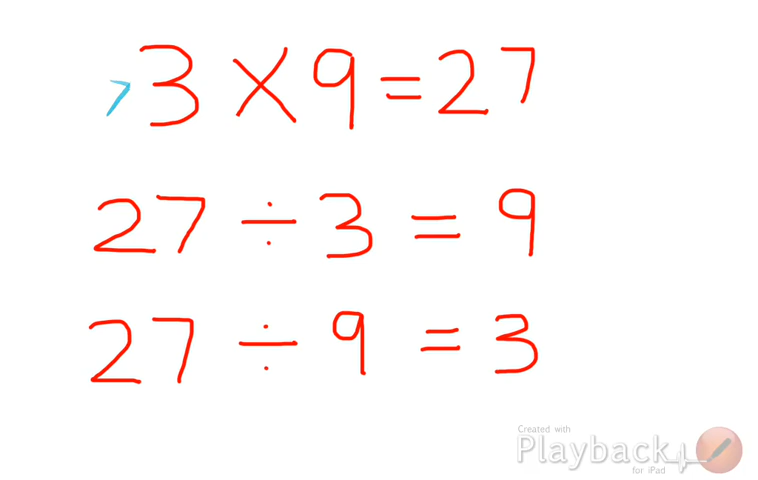 3 × 9 = 27
27 ÷ 3 = 9
27 ÷ 9 = 3
Created with
Playback
for iPad